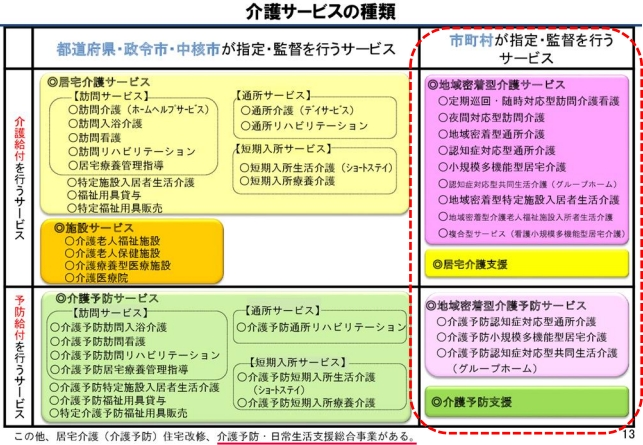 介護サービスの種類
都道府県・政令市・中核市が指定・監督を行うサービス
市町村が指定・監督を行う
サービス
介護給付を行うサービス
◎居宅介護サービス
【訪問サービス】
○訪問介護（ホームヘルプサービス）
○訪問入浴介護
○訪問看護
○訪問リハビリテーション
○居宅療養管理指導
○特定施設入居者生活介護
○福祉用具貸与
○特定福祉用具販売
【通所サービス】
○通所介護（デイサービス）
○通所リハビリテーション
【短期入所サービス】
○短期入所生活介護（ショートステイ）
○短期入所療養介護
◎施設サービス
○介護老人福祉施設
○介護老人保健施設
○介護療養型医療施設
○介護医療院
◎地域密着型介護サービス
○定期巡回・随時対応型訪問介護看護
○夜間対応型訪問介護
○地域密着型通所介護
○認知症対応型通所介護
○小規模多機能型居宅介護
○認知症対応型共同生活介護（グループホーム）
○地域密着型特定施設入居者生活介護
○地域密着型介護老人福祉施設入所者生活介護
○複合型サービス（看護小規模多機能型居宅介護）
◎居宅介護支援
予防給付を行うサービス
◎介護予防サービス
【訪問サービス】
○介護予防訪問入浴介護
○介護予防訪問看護
○介護予防訪問リハビリテーション
○介護予防居宅療養管理指導
○介護予防特定施設入居者生活介護
○介護予防福祉用具貸与
○特定介護予防福祉用具販売
【通所サービス】
○介護予防通所リハビリテーション
【短期入所サービス】
○介護予防短期入所生活介護
（ショートステイ）
○介護予防短期入所療養介護
◎地域密着型介護予防サービス
○介護予防認知症対応型通所介護
○介護予防小規模多機能型居宅介護
○介護予防認知症対応型共同生活介護
（グループホーム）
◎介護予防支援
この他、居宅介護（介護予防）住宅改修、介護予防・日常生活支援総合事業がある。
13